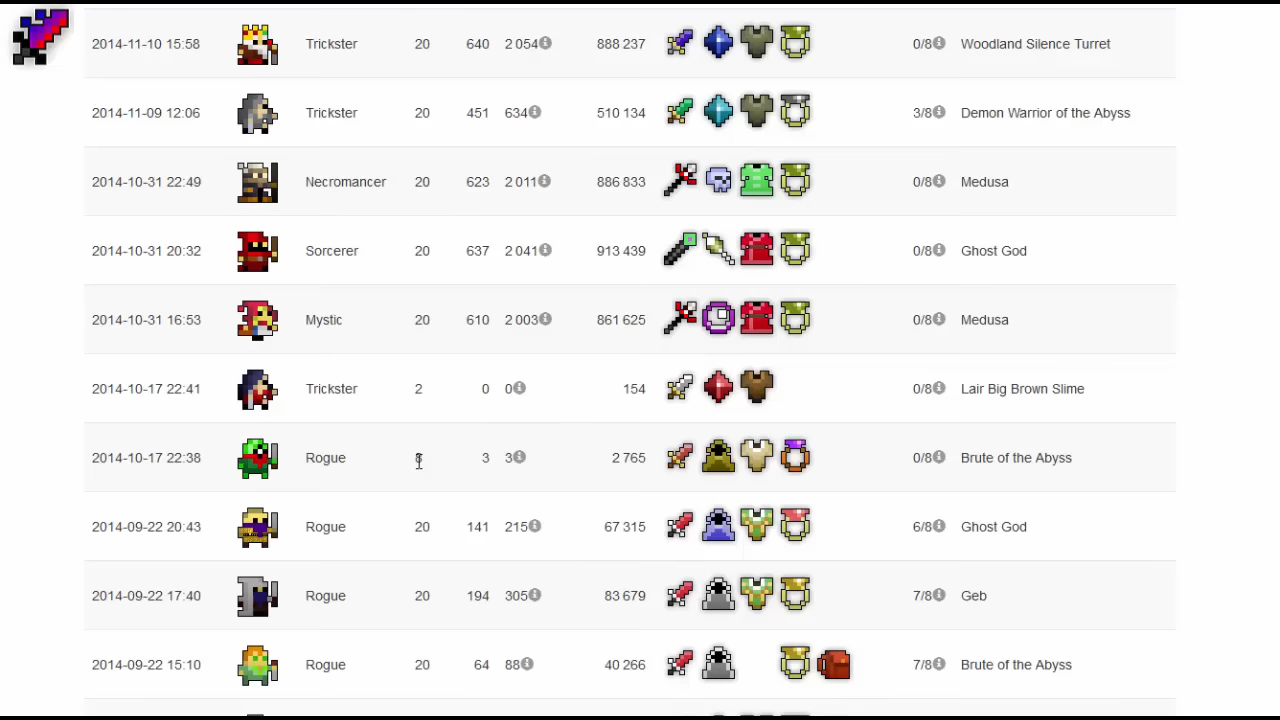 2014-11-10 15:58 Trickster 20 640 2 054 888 237 0/8 Woodland Silence Turret
2014-11-09 12:06 Trickster 20 451 634 510 134 3/8 Demon Warrior of the Abyss
2014-10-31 22:49 Necromancer 20 623 2 011 886 833 0/8 Medusa
2014-10-31 20:32 Sorcerer 20 637 2 041 913 439 0/8 Ghost God
2014-10-31 16:53 Mystic 20 610 2 003 861 625 0/8 Medusa
2014-10-17 22:41 Trickster 2 0 0 154 0/8 Lair Big Brown Slime
2014-10-17 22:38 Rogue 3 3 2 765 0/8 Brute of the Abyss
2014-09-22 20:43 Rogue 20 141 215 67 315 6/8 Ghost God
2014-09-22 17:40 Rogue 20 194 305 83 679 7/8 Geb
2014-09-22 15:10 Rogue 20 64 88 40 266 7/8 Brute of the Abyss